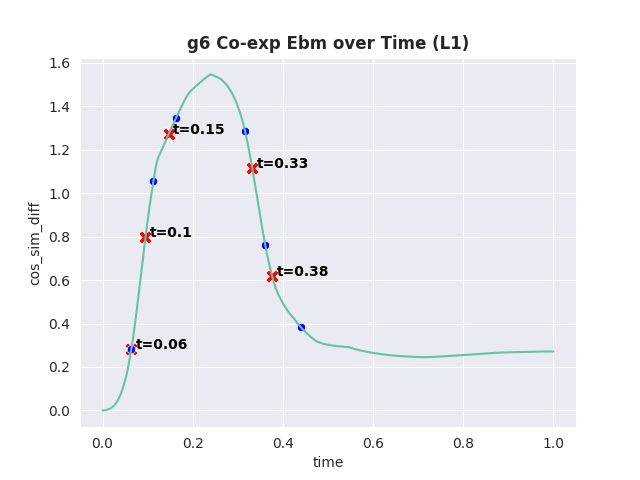 g6 Co-exp Ebm over Time (L1)
1.6
1.4
1.2
1.0
0.8
0.6
0.4
0.2
0.0
cos_sim_diff
t=0.15
t=0.33
t=0.1
t=0.38
t=0.06
0.0 0.2 0.4 0.6 0.8 1.0
time